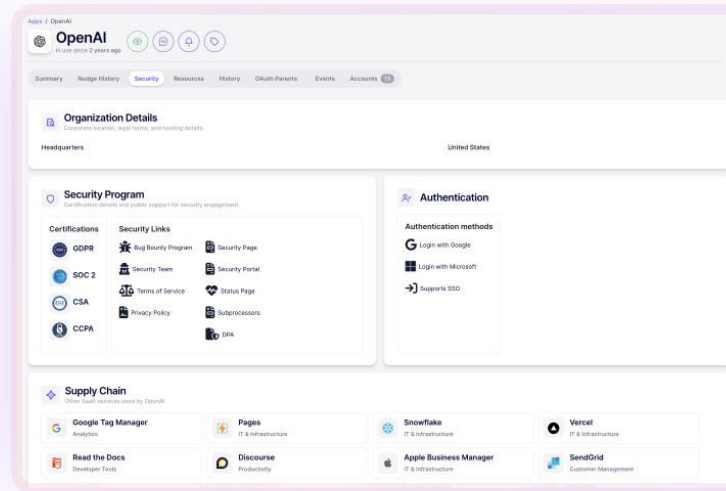 Apps / OpenAI
OpenAI
In use since 2 years ago
Summary Nudge History Security Resources History OAuth Parents Events Accounts 13
Organization Details
Corporate location, legal terms, and hosting details.
Headquarters United States
Security Program
Certification details and public support for security engagement.
Certifications
GDPR
SOC 2
CSA
CCPA
Security Links
Bug Bounty Program Security Page
Security Team Security Portal
Terms of Service Status Page
Privacy Policy Subprocessors
DPA
Authentication
Authentication methods
Login with Google
Login with Microsoft
Supports SSO
Supply Chain
Other SaaS services used by OpenAI
Google Tag Manager
Analytics
Pages
IT & Infrastructure
Snowflake
IT & Infrastructure
Vercel
IT & Infrastructure
Read the Docs
Developer Tools
Discourse
Productivity
Apple Business Manager
IT & Infrastructure
SendGrid
Customer Management